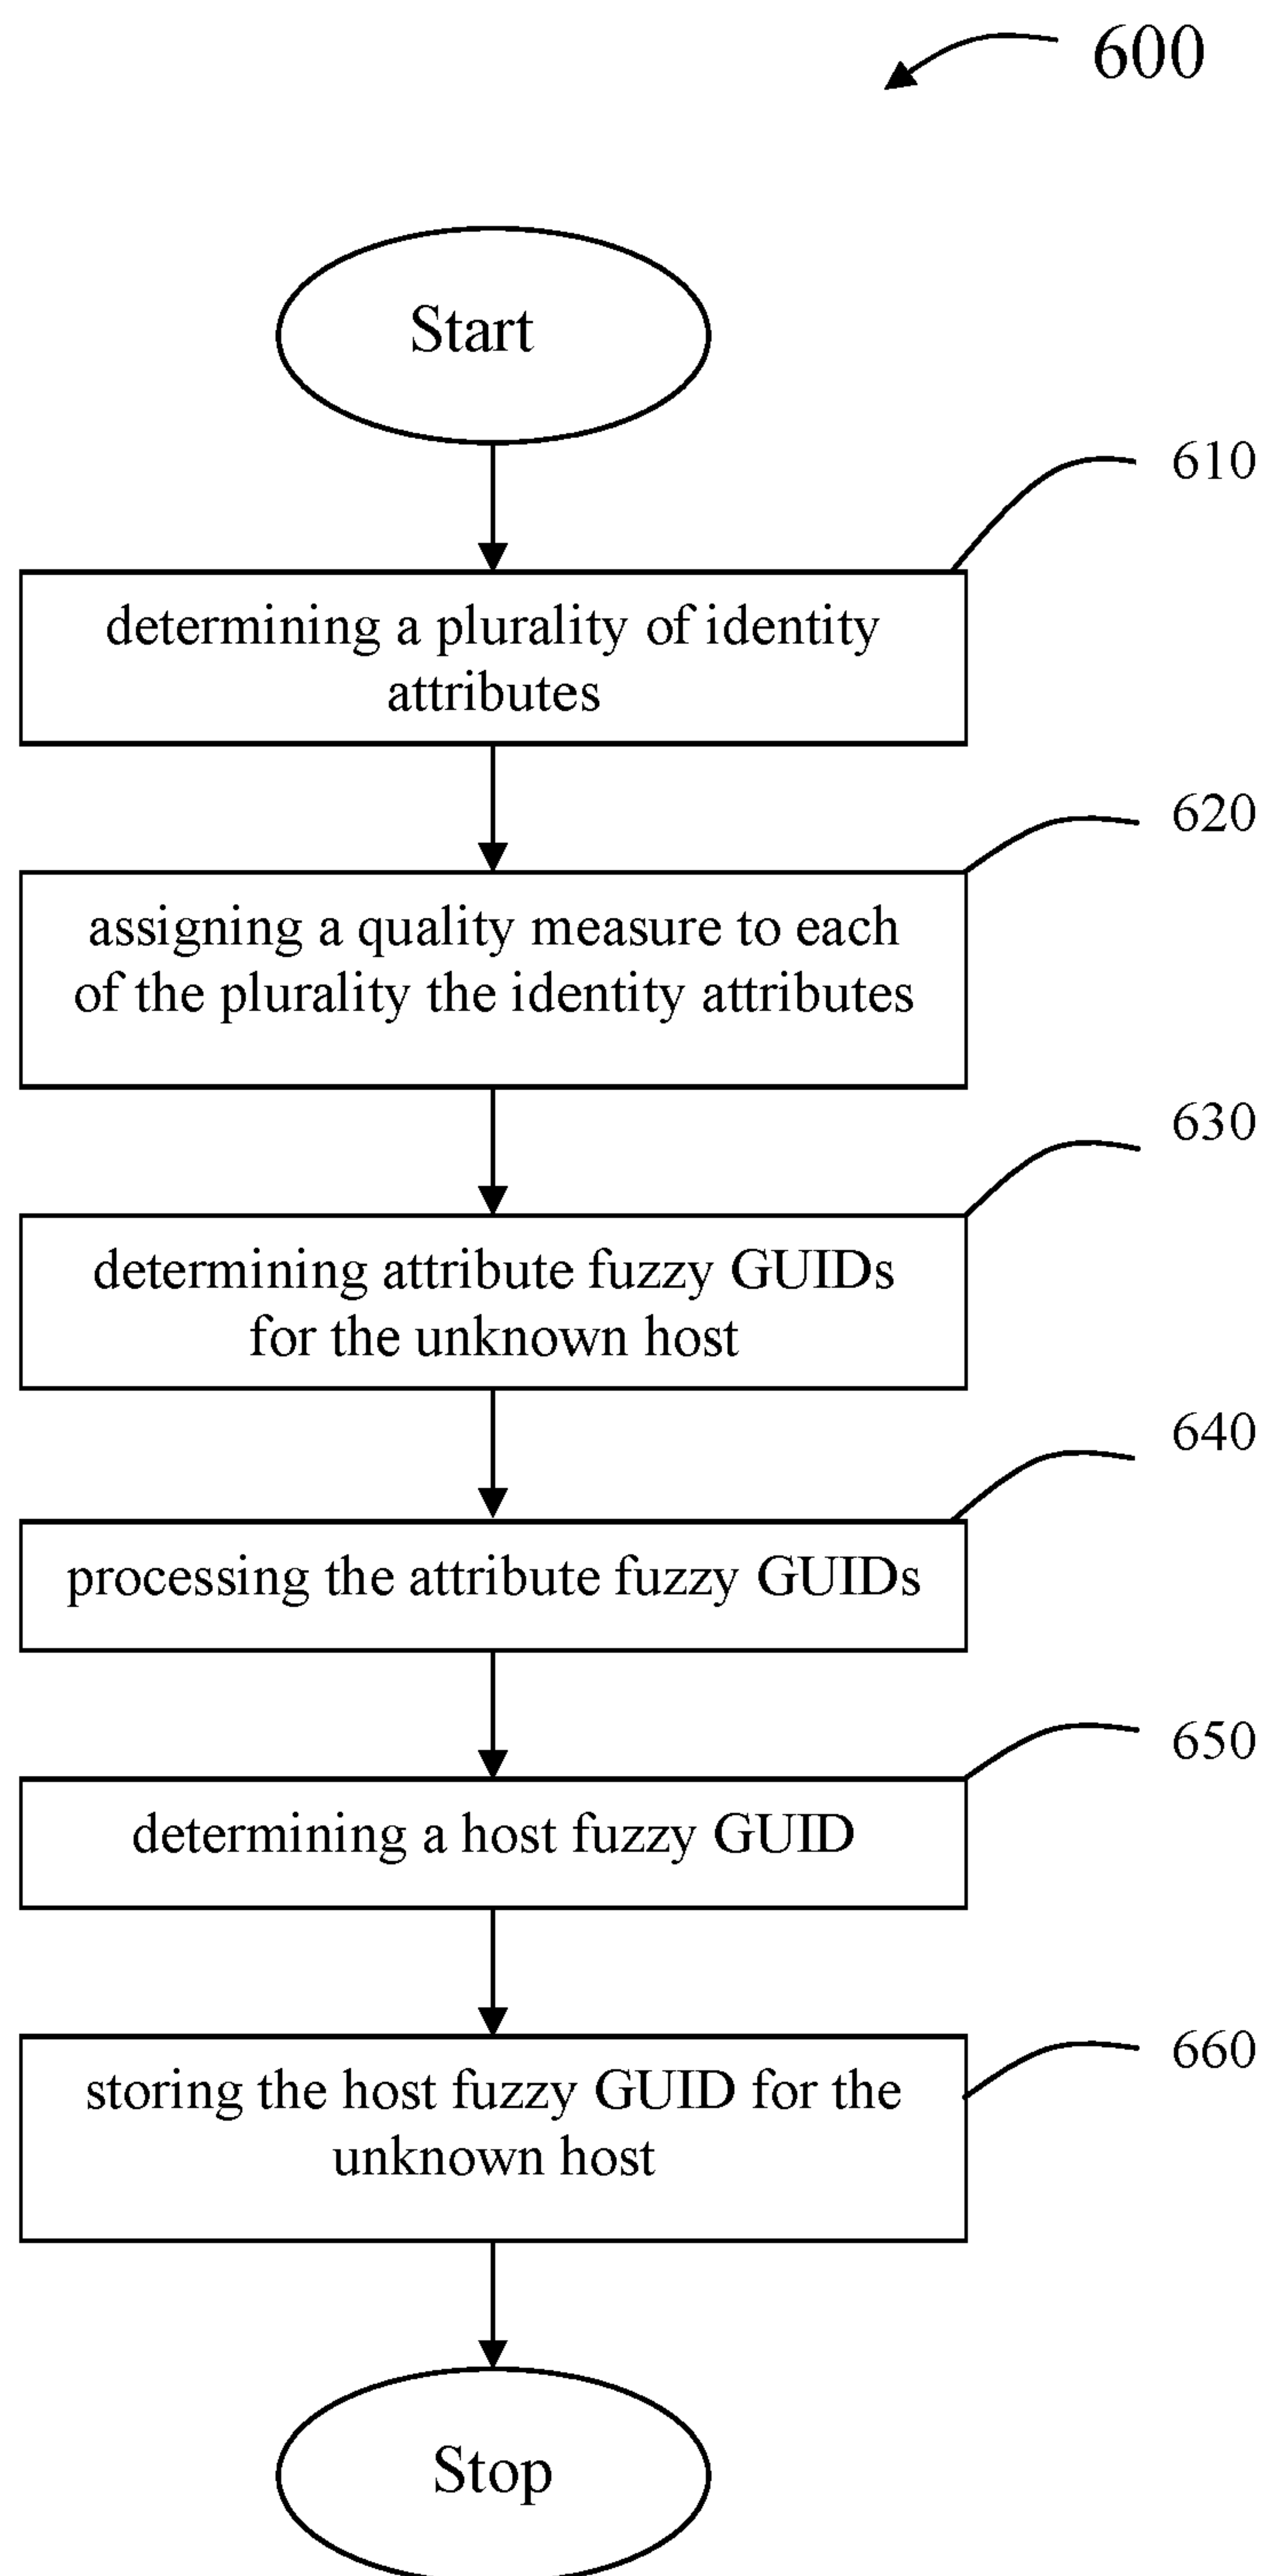 600
Start
610
determining a plurality of identity
attributes
620
assigning a quality measure to each
of the plurality the identity attributes
630
determining attribute fuzzy GUIDs
for the unknown host
640
processing the attribute fuzzy GUIDs
650
determining a host fuzzy GUID
660
storing the host fuzzy GUID for the
unknown host
Stop